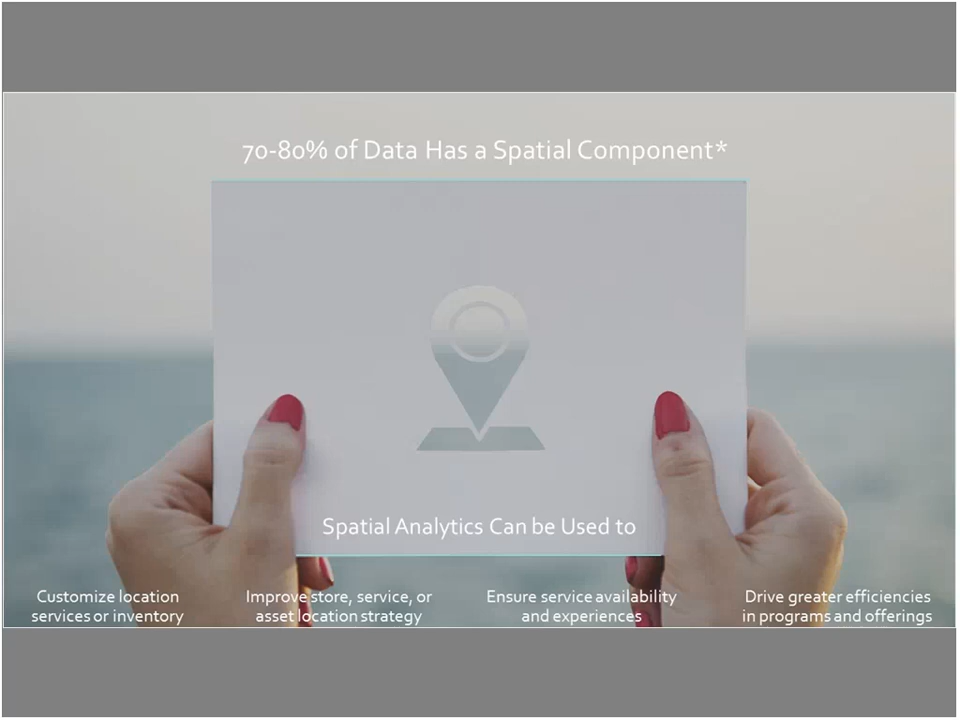 70-80% of Data Has a Spatial Component*
Spatial Analytics Can be Used to
Customize location
services or inventory
Improve store, service, or
asset location strategy
Ensure service availability
and experiences
Drive greater efficiencies
in programs and offerings